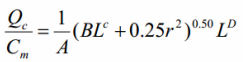 Q_c/C_m = 1/A (BL^c + 0.25r^2)^0.50 L^D